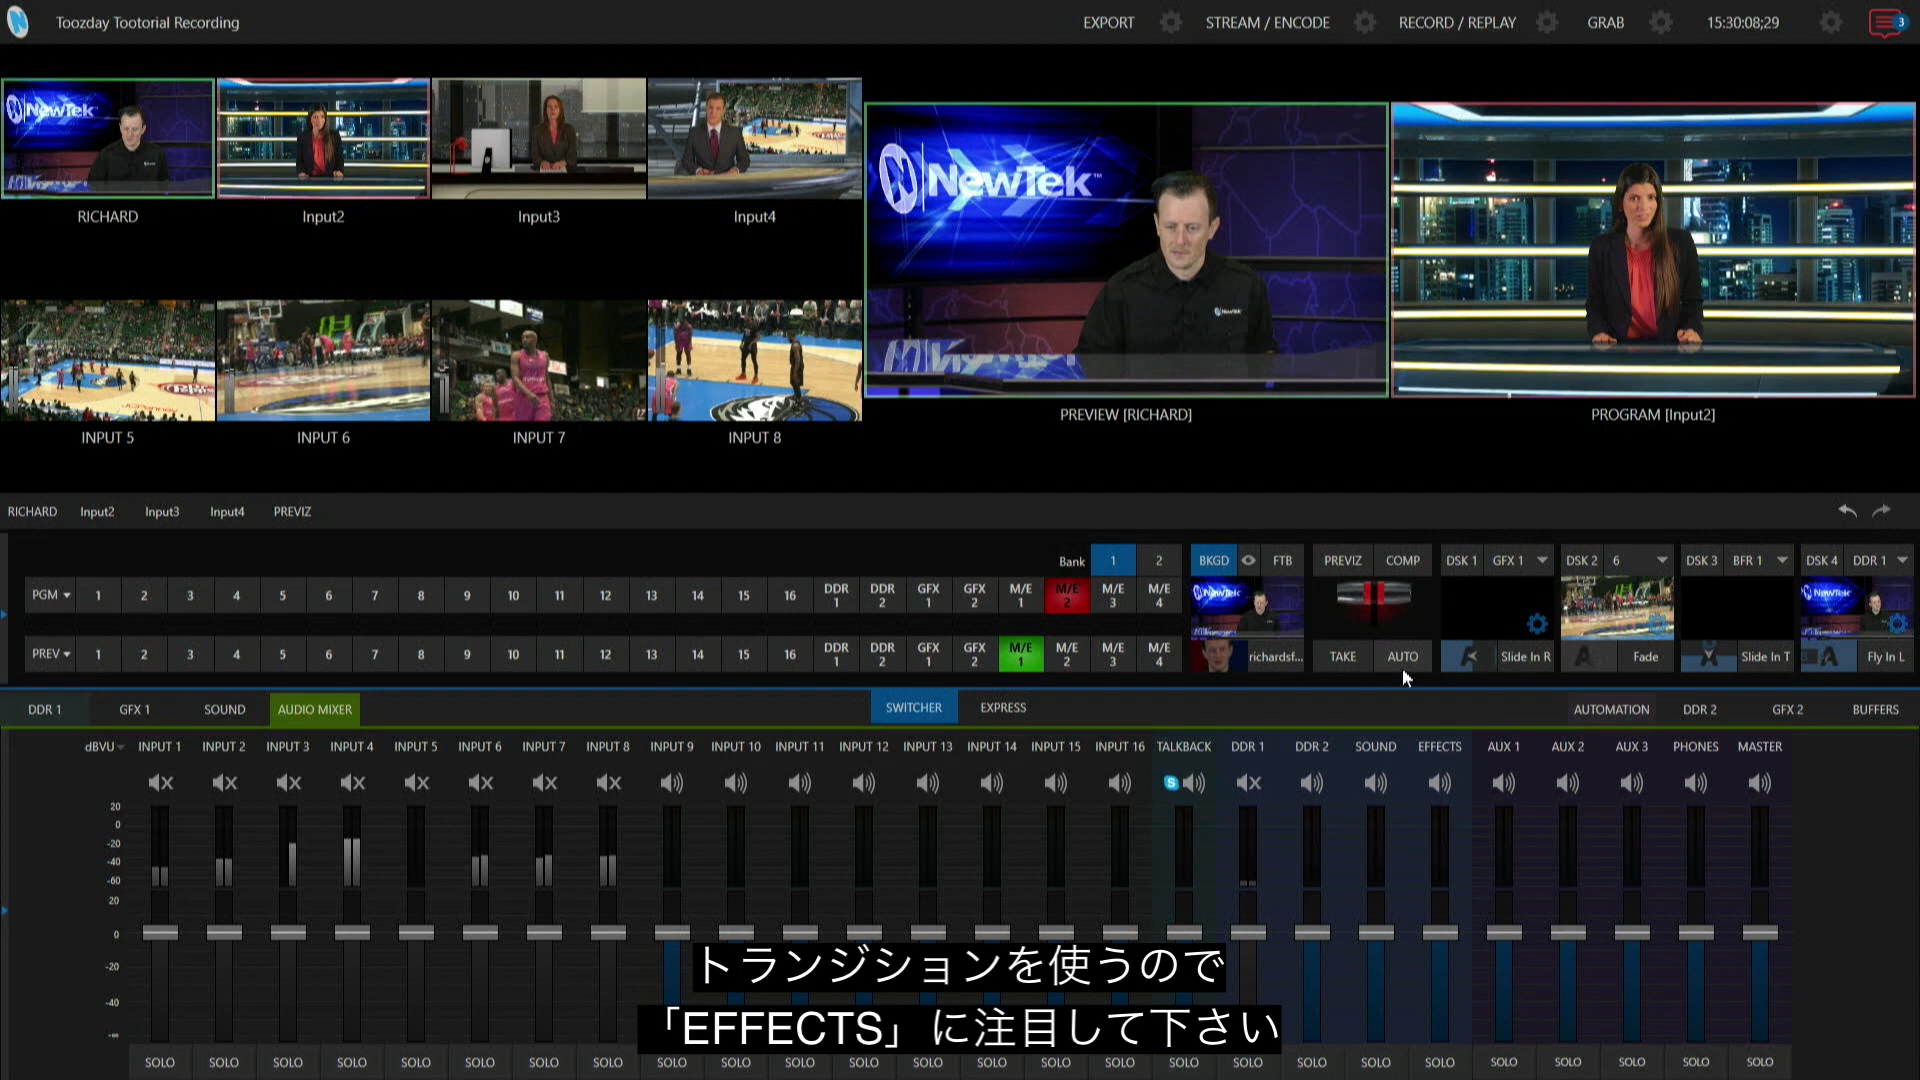 Toozday Tootorial Recording
EXPORT STREAM / ENCODE RECORD / REPLAY GRAB 15:30:08;29 3
NewTek
RICHARD Input2 Input3 Input4
NewTek™
NewTek
PREVIEW [RICHARD] PROGRAM [Input2]
INPUT 5 INPUT 6 INPUT 7 INPUT 8
RICHARD Input2 Input3 Input4 PREVIZ
Bank 1 2 BKGD FTB PREVIZ COMP DSK 1 GFX 1 DSK 2 6 DSK 3 BFR 1 DSK 4 DDR 1
PGM 1 2 3 4 5 6 7 8 9 10 11 12 13 14 15 16 DDR 1 DDR 2 GFX 1 GFX 2 M/E 1 M/E 2 M/E 3 M/E 4
NewTek NewTek
PREV 1 2 3 4 5 6 7 8 9 10 11 12 13 14 15 16 DDR 1 DDR 2 GFX 1 GFX 2 M/E 1 M/E 2 M/E 3 M/E 4
richardsf... TAKE AUTO Slide In R Fade Slide In T Fly In L
DDR 1 GFX 1 SOUND AUDIO MIXER SWITCHER EXPRESS AUTOMATION DDR 2 GFX 2 BUFFERS
dBVU INPUT 1 INPUT 2 INPUT 3 INPUT 4 INPUT 5 INPUT 6 INPUT 7 INPUT 8 INPUT 9 INPUT 10 INPUT 11 INPUT 12 INPUT 13 INPUT 14 INPUT 15 INPUT 16 TALKBACK DDR 1 DDR 2 SOUND EFFECTS AUX 1 AUX 2 AUX 3 PHONES MASTER
20
0
-20
-40
-60
20
0
-20
-40
-∞
トランジションを使うので
「EFFECTS」に注目して下さい
SOLO SOLO SOLO SOLO SOLO SOLO SOLO SOLO SOLO SOLO SOLO SOLO SOLO SOLO SOLO SOLO SOLO SOLO SOLO SOLO SOLO SOLO SOLO SOLO SOLO SOLO